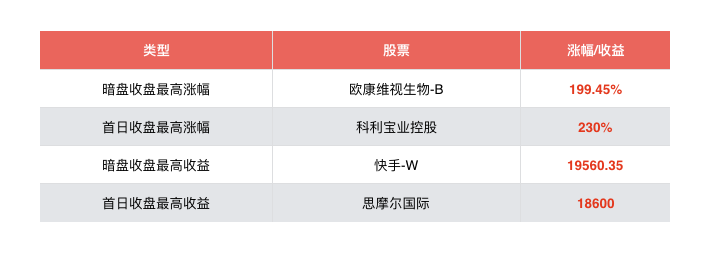 类型 股票 涨幅/收益
暗盘收盘最高涨幅 欧康维视生物-B 199.45%
首日收盘最高涨幅 科利宝业控股 230%
暗盘收盘最高收益 快手-W 19560.35
首日收盘最高收益 思摩尔国际 18600